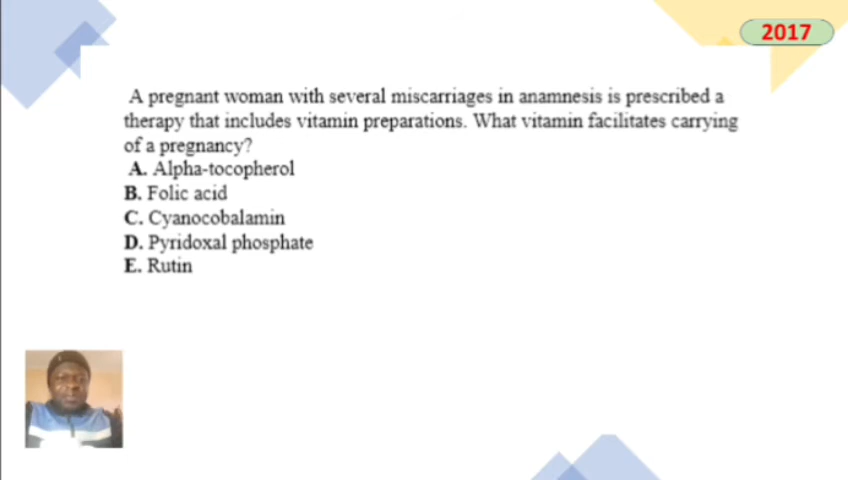 2017
A pregnant woman with several miscarriages in anamnesis is prescribed a
therapy that includes vitamin preparations. What vitamin facilitates carrying
of a pregnancy?
A. Alpha-tocopherol
B. Folic acid
C. Cyanocobalamin
D. Pyridoxal phosphate
E. Rutin